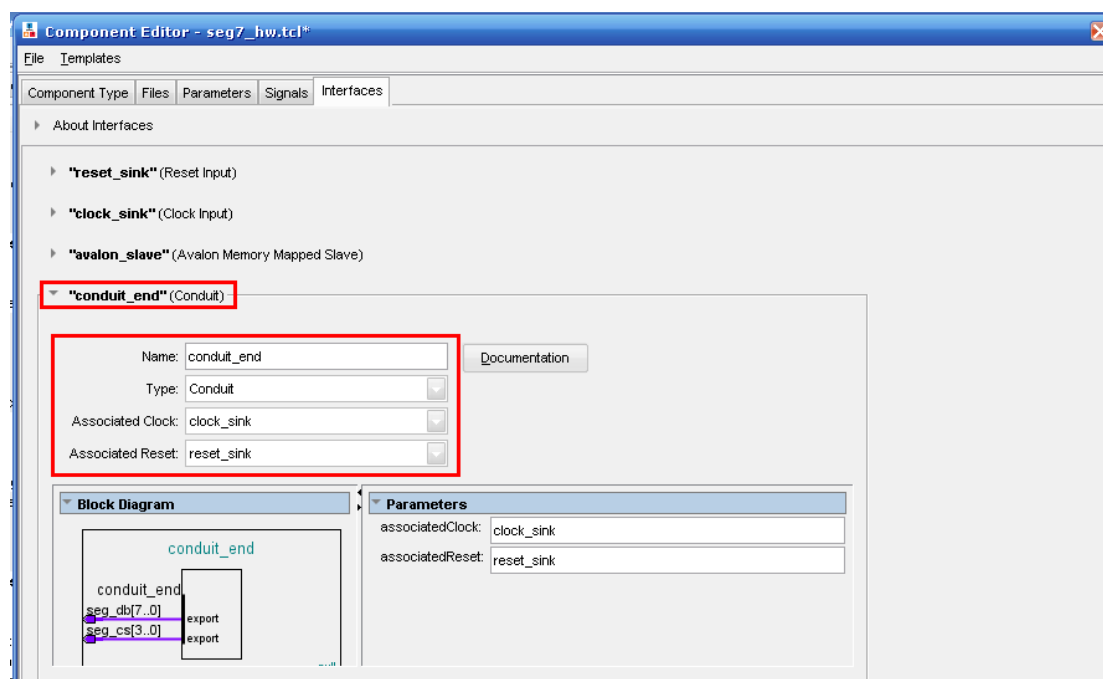 Component Editor - seg7_hw.tcl*
File Templates
Component Type Files Parameters Signals Interfaces
About Interfaces
"reset_sink" (Reset Input)
"clock_sink" (Clock Input)
"avalon_slave" (Avalon Memory Mapped Slave)
"conduit_end" (Conduit)
Name: conduit_end Documentation
Type: Conduit
Associated Clock: clock_sink
Associated Reset: reset_sink
Block Diagram
conduit_end
conduit_end
seg_db[7..0] export
seg_cs[3..0] export
Parameters
associatedClock: clock_sink
associatedReset: reset_sink